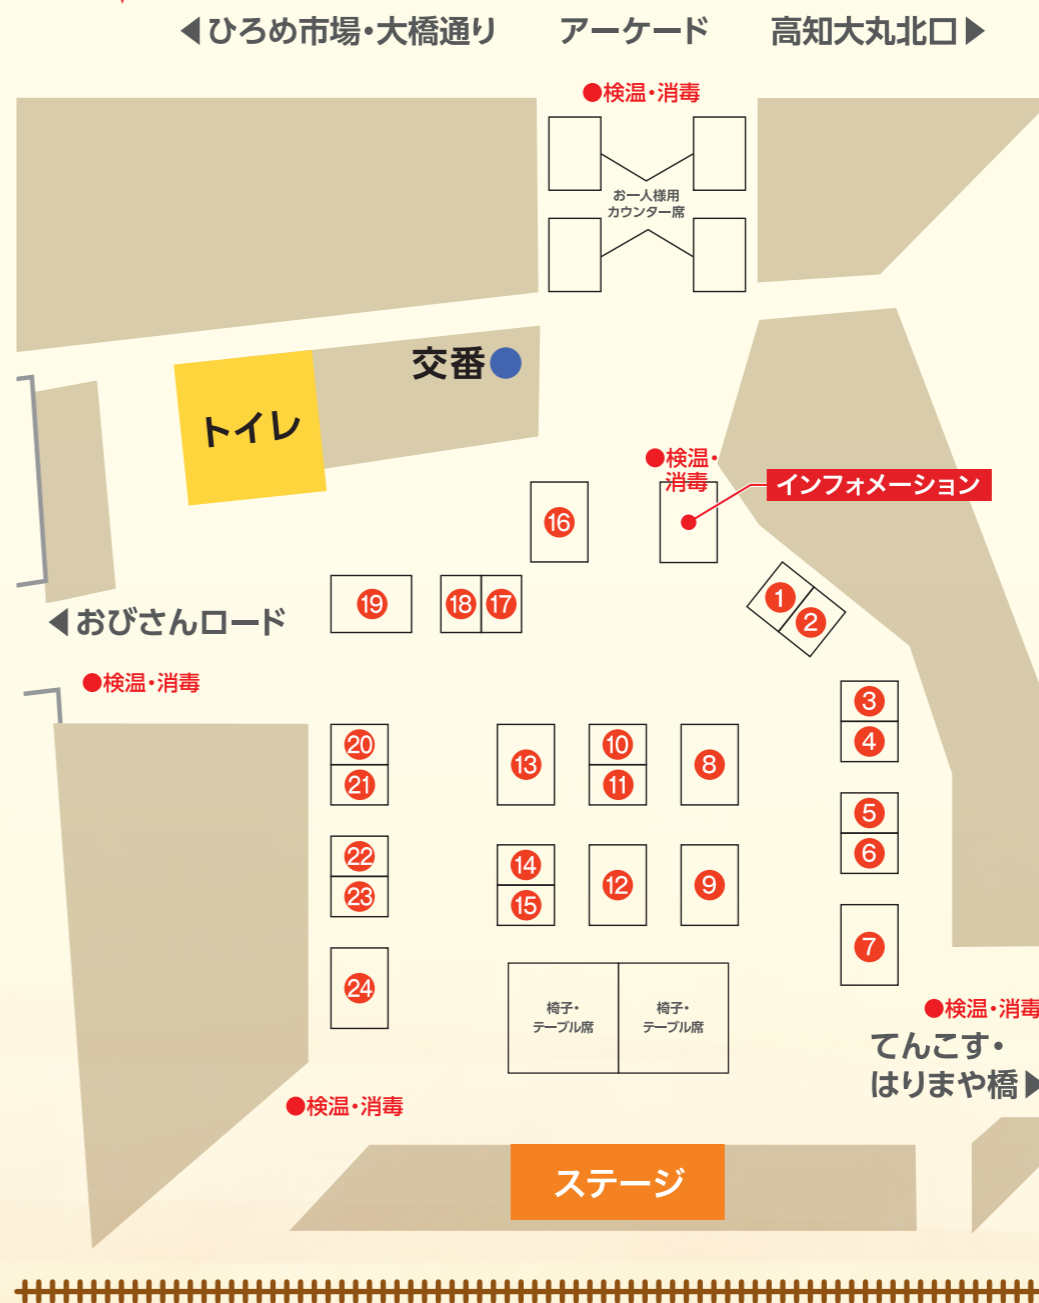 ◀ひろめ市場・大橋通り アーケード 高知大丸北口▶
●検温・消毒
お一人様用
カウンター席
交番●
トイレ
●検温・
消毒
インフォメーション
16
1
2
19 18 17
◀おびさんロード
●検温・消毒
3
4
20
21
13
10
11
8
5
6
22
23
14
15
12
9
7
24
椅子・
テーブル席
椅子・
テーブル席
●検温・消毒
てんこす・
はりまや橋▶
●検温・消毒
ステージ